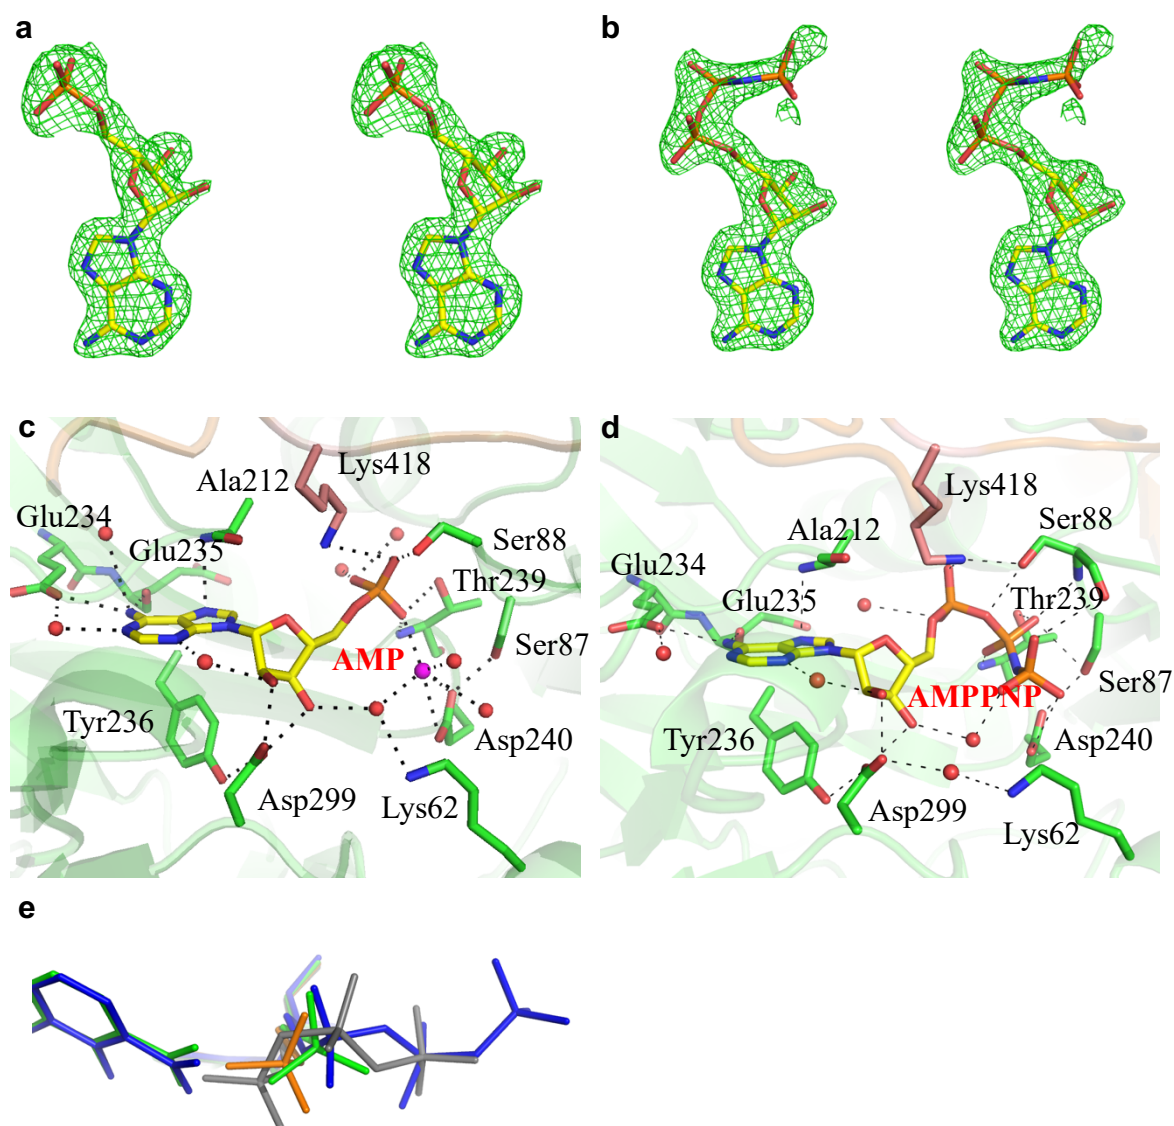 a
b
c
Lys418
Ala212
Glu234
Glu235
Ser88
Thr239
AMP
Ser87
Tyr236
Asp240
Asp299
Lys62
d
Lys418
Ser88
Ala212
Glu234
Glu235
Thr239
AMPPNP
Ser87
Tyr236
Asp240
Asp299
Lys62
e